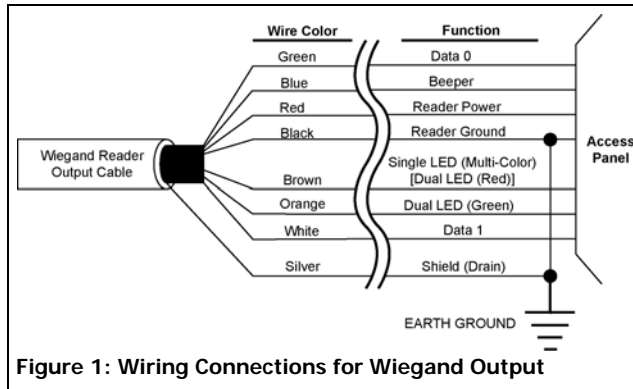 Wire Color Function
Green Data 0
Blue Beeper
Red Reader Power
Black Reader Ground
Access
Panel
Wiegand Reader
Output Cable
Single LED (Multi-Color)
Brown [Dual LED (Red)]
Orange Dual LED (Green)
White Data 1
Silver Shield (Drain)
EARTH GROUND
Figure 1: Wiring Connections for Wiegand Output